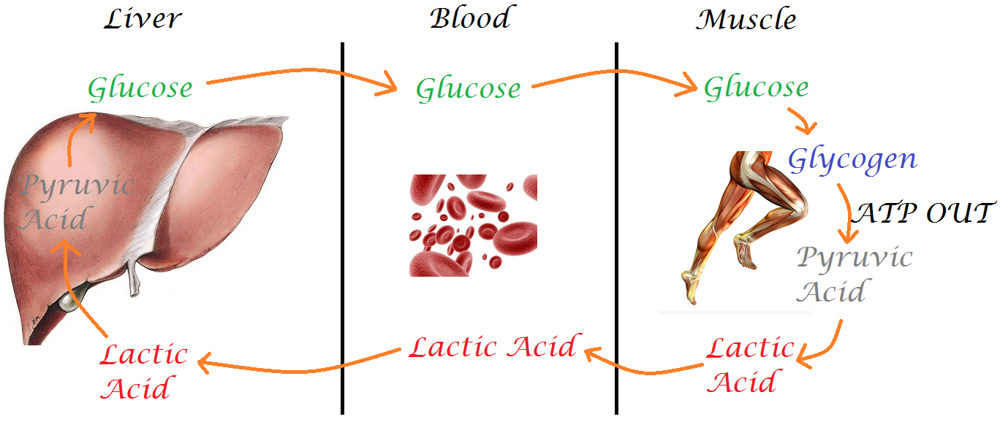 Liver
Blood
Muscle
Glucose
Glucose
Glucose
Glycogen
ATP OUT
Pyruvic
Acid
Pyruvic
Acid
Lactic
Acid
Lactic Acid
Lactic
Acid